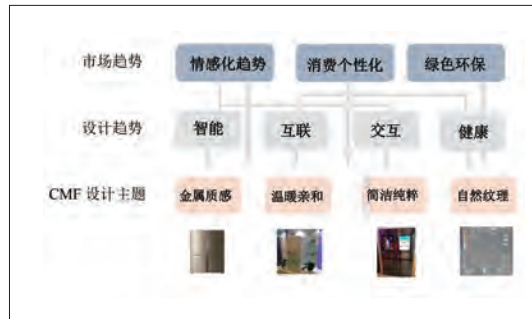 市场趋势 情感化趋势 消费个性化 绿色环保
设计趋势 智能 互联 交互 健康
CMF 设计主题 金属质感 温暖亲和 简洁纯粹 自然纹理